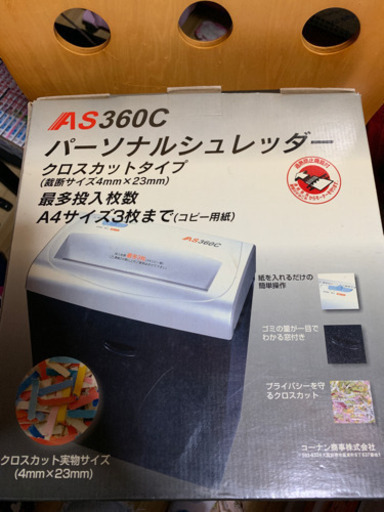 AS360C
パーソナルシュレッダー
クロスカットタイプ
(裁断サイズ4mm×23mm)
最多投入枚数
A4サイズ3枚まで(コピー用紙)
AS360C
紙を入れるだけの
簡単操作
ゴミの量が一目で
わかる窓付き
プライバシーを守
るクロスカット
クロスカット実物サイズ
(4mm×23mm)
コーナン商事株式会社